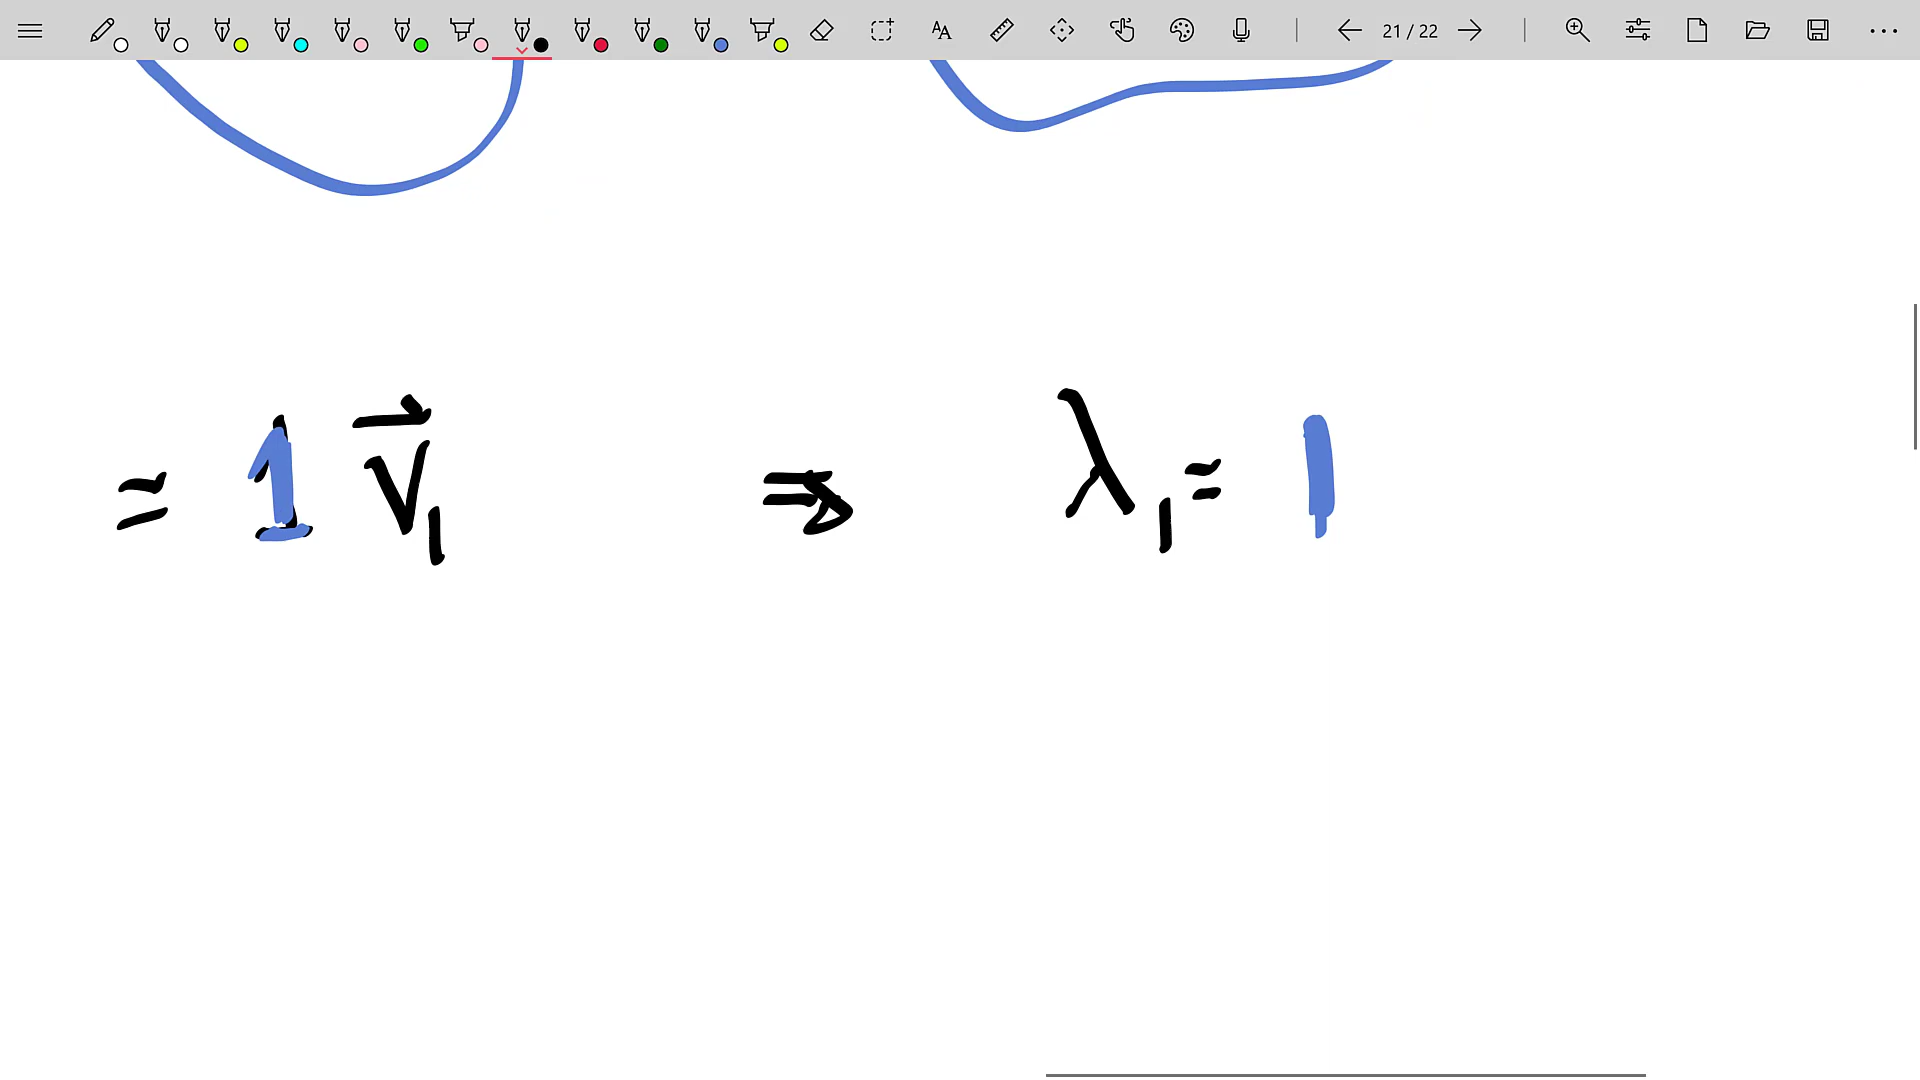 21 / 22
= 1 v⃗₁ ⇒ λ₁ = 1